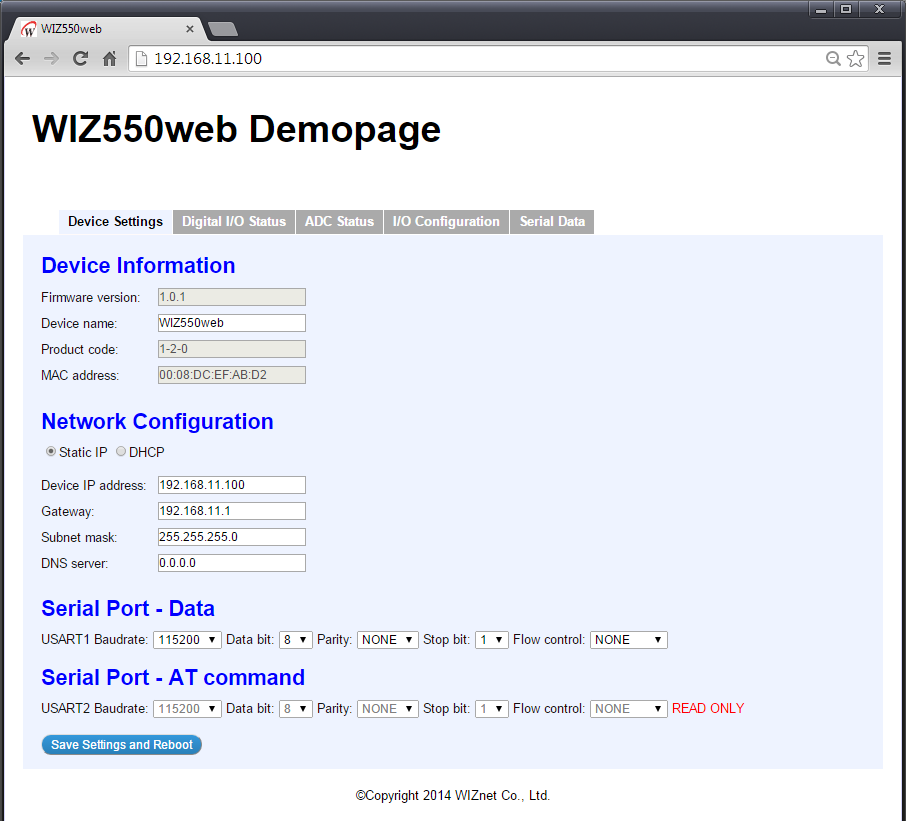 WIZ550web
192.168.11.100
WIZ550web Demopage
Device Settings Digital I/O Status ADC Status I/O Configuration Serial Data
Device Information
Firmware version: 1.0.1
Device name: WIZ550web
Product code: 1-2-0
MAC address: 00:08:DC:EF:AB:D2
Network Configuration
Static IP DHCP
Device IP address: 192.168.11.100
Gateway: 192.168.11.1
Subnet mask: 255.255.255.0
DNS server: 0.0.0.0
Serial Port - Data
USART1 Baudrate: 115200 Data bit: 8 Parity: NONE Stop bit: 1 Flow control: NONE
Serial Port - AT command
USART2 Baudrate: 115200 Data bit: 8 Parity: NONE Stop bit: 1 Flow control: NONE READ ONLY
Save Settings and Reboot
©Copyright 2014 WIZnet Co., Ltd.